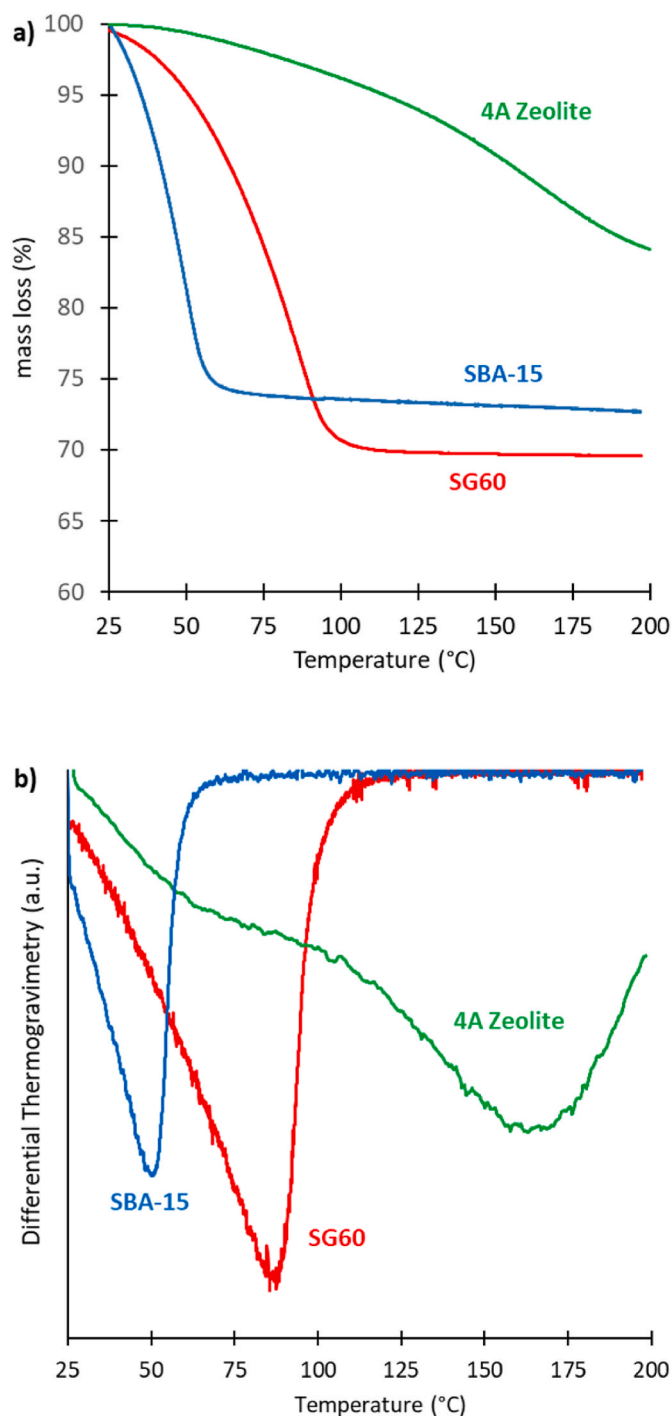 a)
100
95
90
85
80
75
70
65
60
mass loss (%)
4A Zeolite
SBA-15
SG60
25 50 75 100 125 150 175 200
Temperature (°C)
b)
Differential Thermogravimetry (a.u.)
4A Zeolite
SBA-15
SG60
25 50 75 100 125 150 175 200
Temperature (°C)